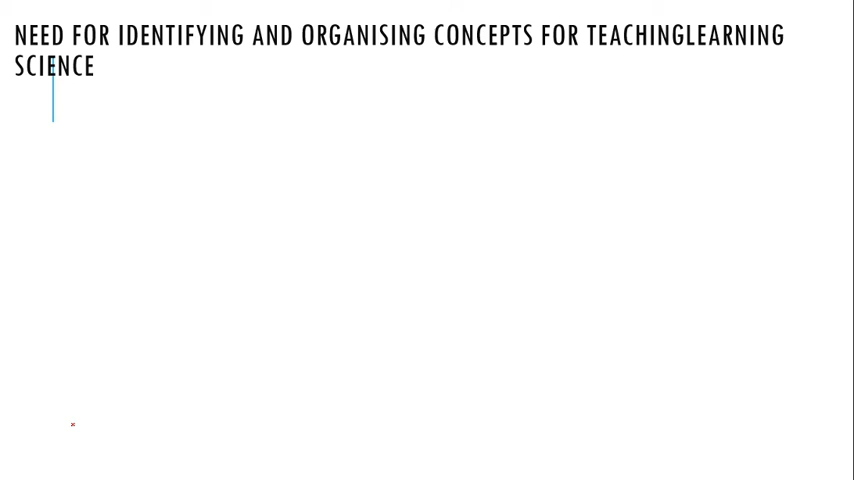 NEED FOR IDENTIFYING AND ORGANISING CONCEPTS FOR TEACHINGLEARNING
SCIENCE